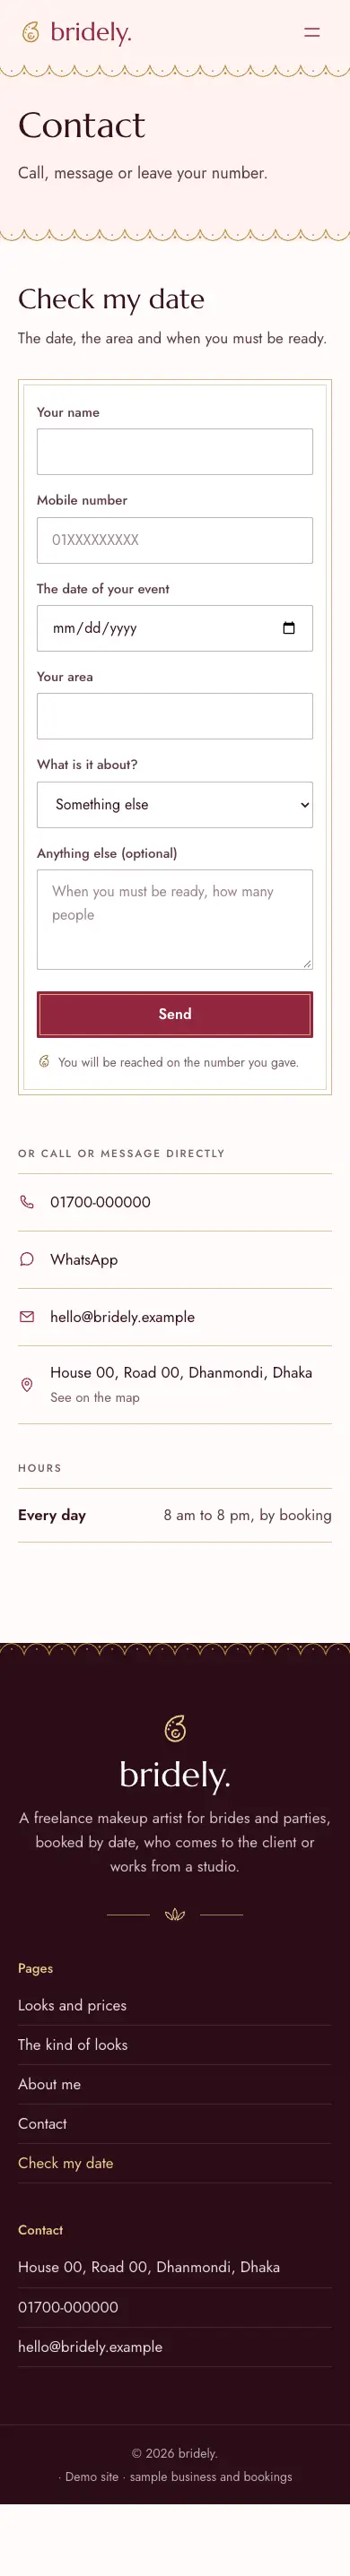 bridely.
Contact
Call, message or leave your number.
Check my date
The date, the area and when you must be ready.
Your name
Mobile number
01XXXXXXXXX
The date of your event
mm/dd/yyyy
Your area
What is it about?
Something else
Anything else (optional)
When you must be ready, how many
people
Send
You will be reached on the number you gave.
OR CALL OR MESSAGE DIRECTLY
01700-000000
WhatsApp
hello@bridely.example
House 00, Road 00, Dhanmondi, Dhaka
See on the map
HOURS
Every day 8 am to 8 pm, by booking
bridely.
A freelance makeup artist for brides and parties,
booked by date, who comes to the client or
works from a studio.
Pages
Looks and prices
The kind of looks
About me
Contact
Check my date
Contact
House 00, Road 00, Dhanmondi, Dhaka
01700-000000
hello@bridely.example
© 2026 bridely.
· Demo site · sample business and bookings